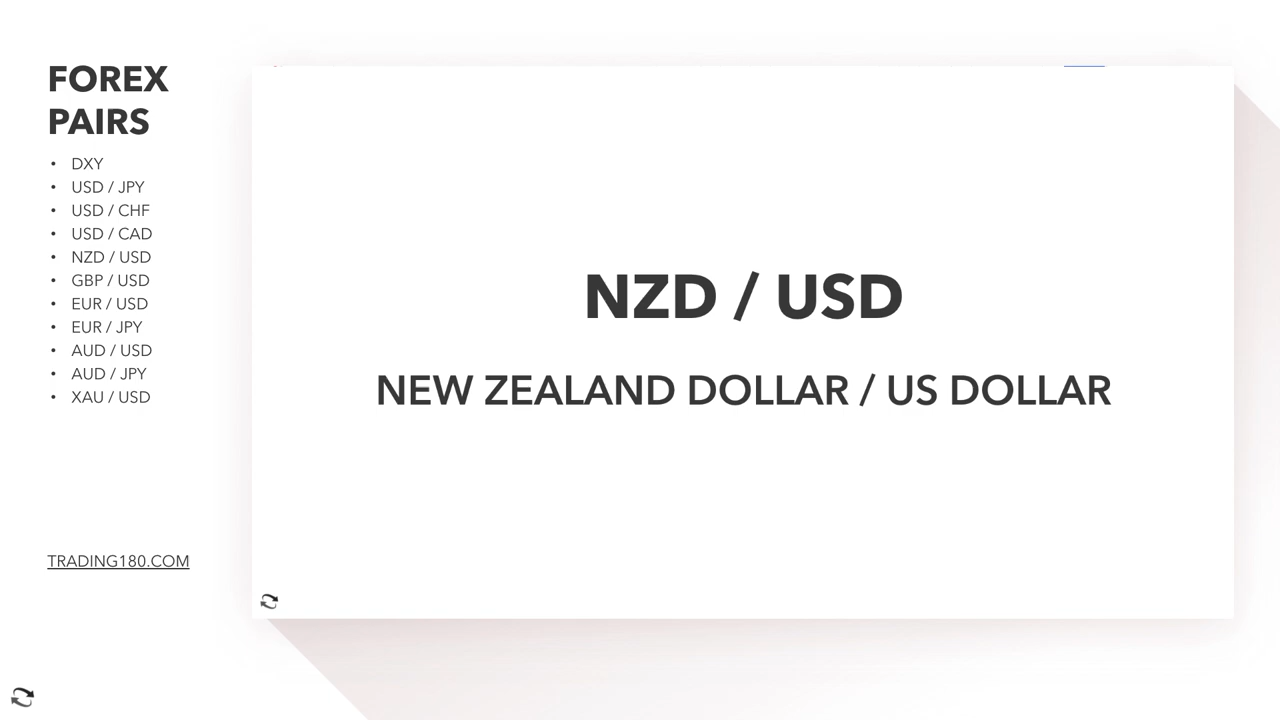 FOREX
PAIRS
• DXY
• USD / JPY
• USD / CHF
• USD / CAD
• NZD / USD
• GBP / USD
• EUR / USD
• EUR / JPY
• AUD / USD
• AUD / JPY
• XAU / USD
TRADING180.COM
NZD / USD
NEW ZEALAND DOLLAR / US DOLLAR